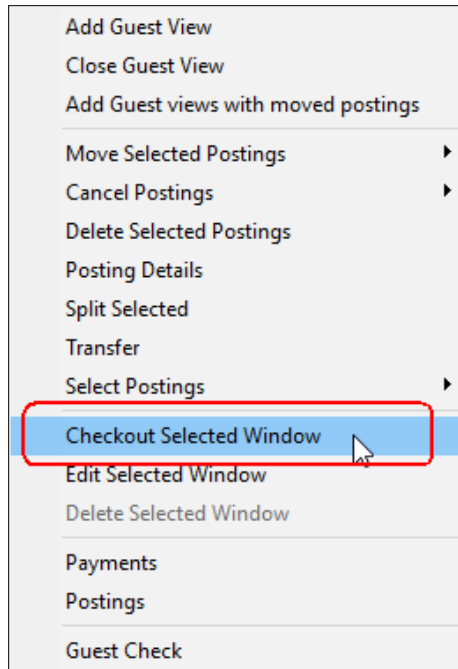 Add Guest View
Close Guest View
Add Guest views with moved postings
Move Selected Postings
Cancel Postings
Delete Selected Postings
Posting Details
Split Selected
Transfer
Select Postings
Checkout Selected Window
Edit Selected Window
Delete Selected Window
Payments
Postings
Guest Check